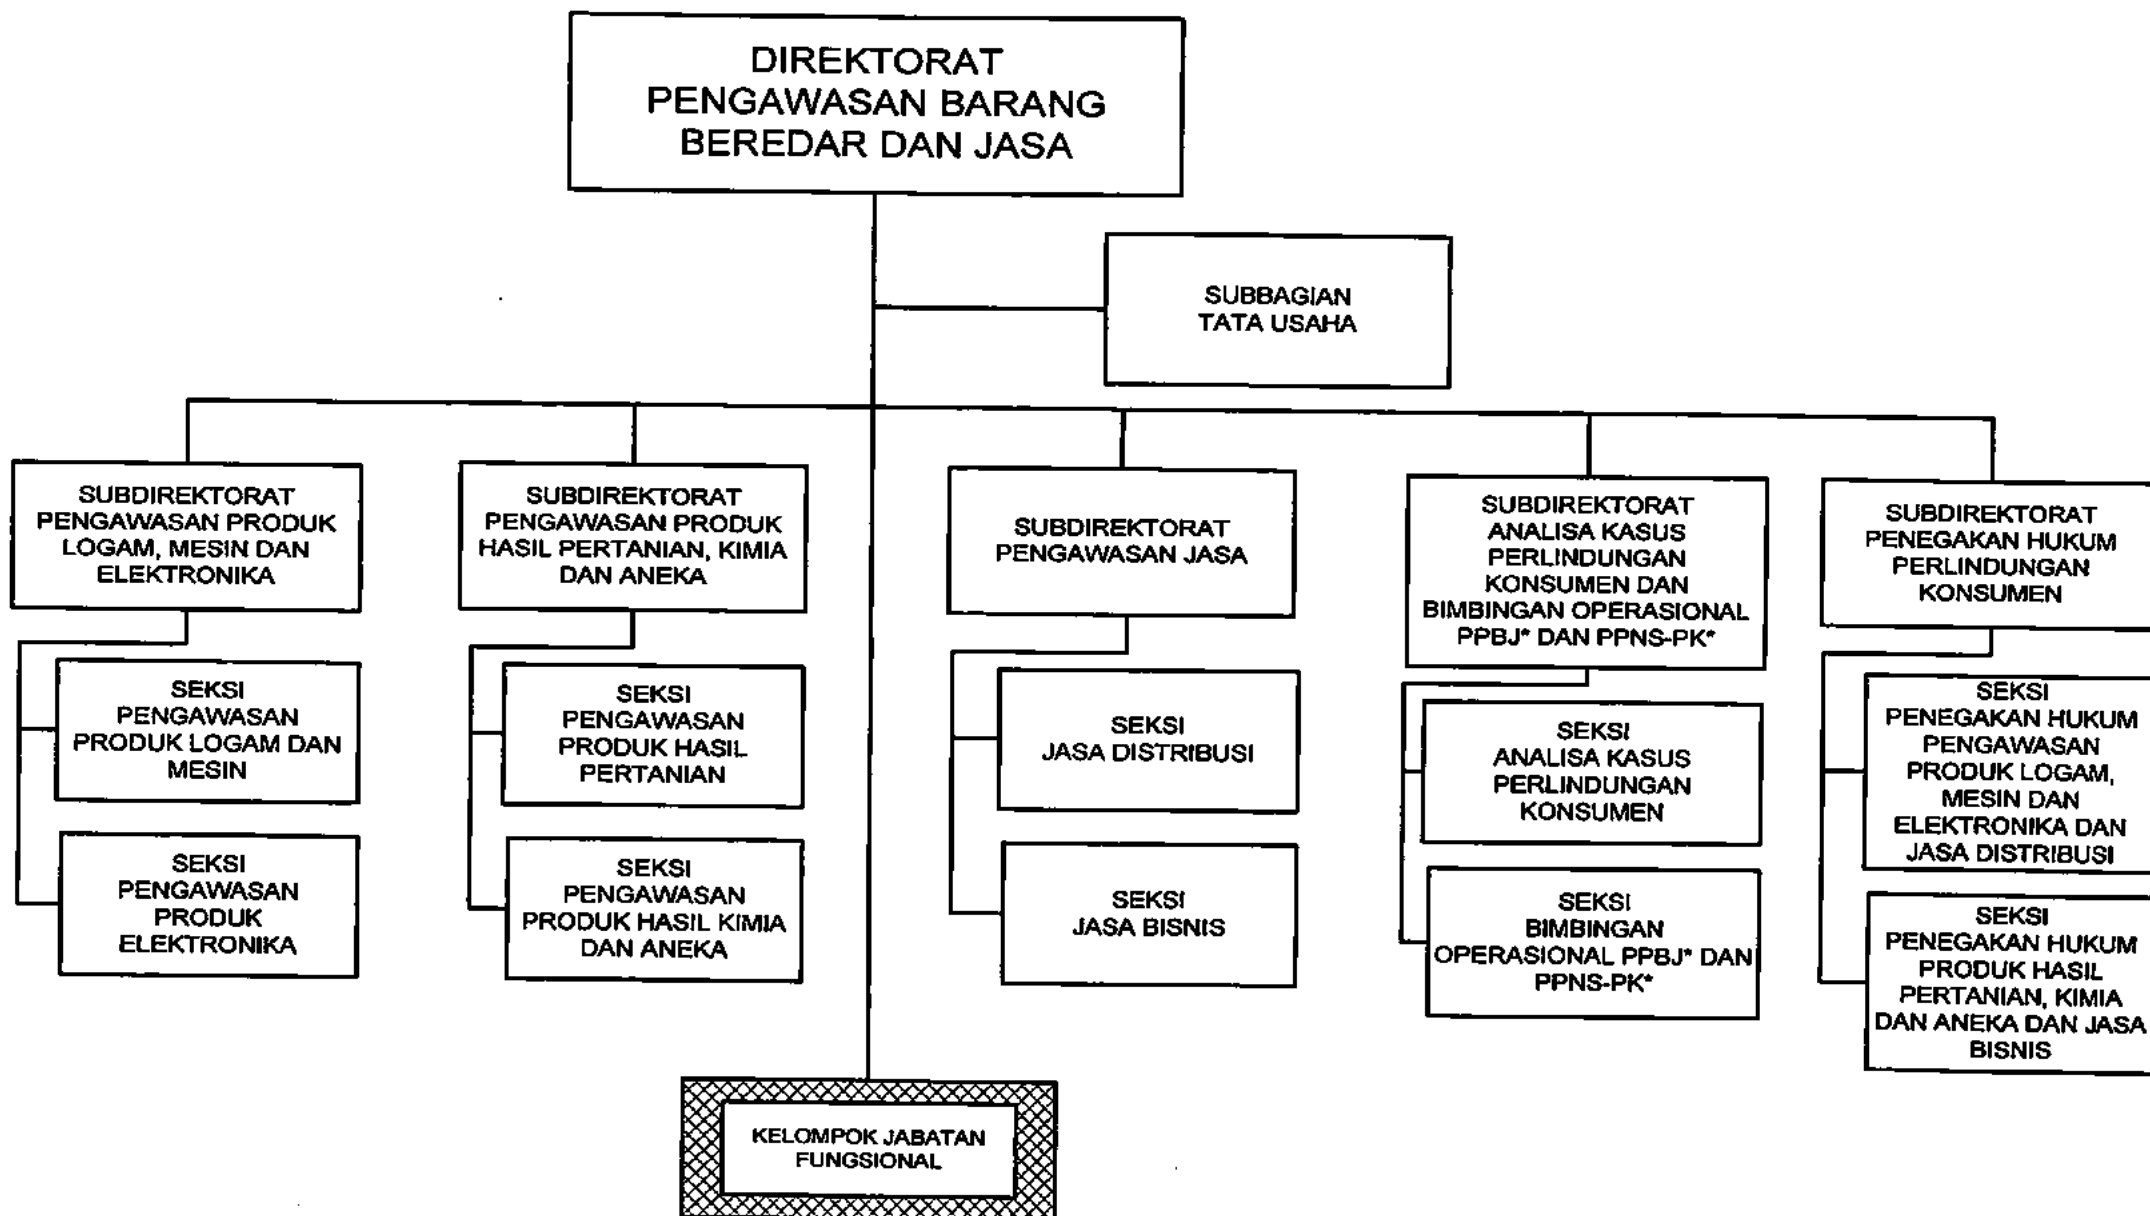 DIREKTORAT
PENGAWASAN BARANG
BEREDAR DAN JASA
SUBBAGIAN
TATA USAHA
SUBDIREKTORAT
PENGAWASAN PRODUK
LOGAM, MESIN DAN
ELEKTRONIKA
SEKSI
PENGAWASAN
PRODUK LOGAM DAN
MESIN
SEKSI
PENGAWASAN
PRODUK
ELEKTRONIKA
SUBDIREKTORAT
PENGAWASAN PRODUK
HASIL PERTANIAN, KIMIA
DAN ANEKA
SEKSI
PENGAWASAN
PRODUK HASIL
PERTANIAN
SEKSI
PENGAWASAN
PRODUK HASIL KIMIA
DAN ANEKA
SUBDIREKTORAT
PENGAWASAN JASA
SEKSI
JASA DISTRIBUSI
SEKSI
JASA BISNIS
SUBDIREKTORAT
ANALISA KASUS
PERLINDUNGAN
KONSUMEN DAN
BIMBINGAN OPERASIONAL
PPBJ* DAN PPNS-PK*
SEKSI
ANALISA KASUS
PERLINDUNGAN
KONSUMEN
SEKSI
BIMBINGAN
OPERASIONAL PPBJ* DAN
PPNS-PK*
SUBDIREKTORAT
PENEGAKAN HUKUM
PERLINDUNGAN
KONSUMEN
SEKSI
PENEGAKAN HUKUM
PENGAWASAN
PRODUK LOGAM,
MESIN DAN
ELEKTRONIKA DAN
JASA DISTRIBUSI
SEKSI
PENEGAKAN HUKUM
PRODUK HASIL
PERTANIAN, KIMIA
DAN ANEKA DAN JASA
BISNIS
KELOMPOK JABATAN
FUNGSIONAL